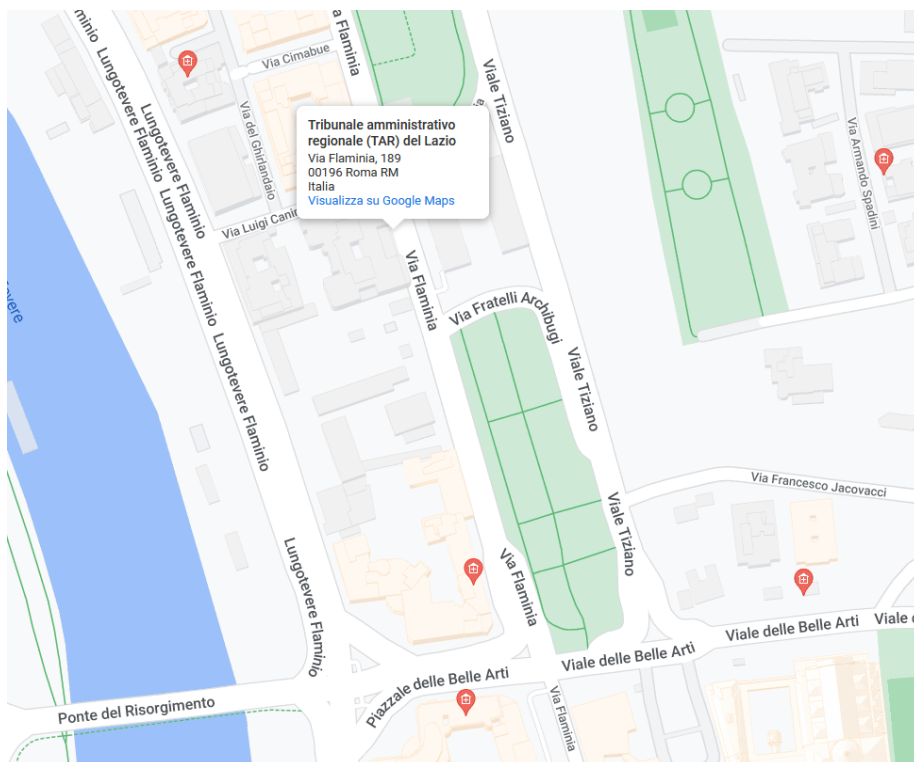 minio
Lungotevere Flaminio
Via Cimabue
Via Flaminia
Viale Tiziano
Lungotevere Flaminio
Via del Ghirlandaio
Tribunale amministrativo
regionale (TAR) del Lazio
Via Flaminia, 189
00196 Roma RM
Italia
Visualizza su Google Maps
Via Armando Spadini
Lungotevere Flaminio
Via Luigi Canin
Via Flaminia
Via Fratelli Archibugi
Viale Tiziano
Lungotevere Flaminio
Via Francesco Jacovacci
Viale Tiziano
Lungotevere Flaminio
Via Flaminia
Viale delle Belle Arti
Viale d
Viale delle Belle Arti
Piazzale delle Belle Arti
Ponte del Risorgimento
Via Flaminia